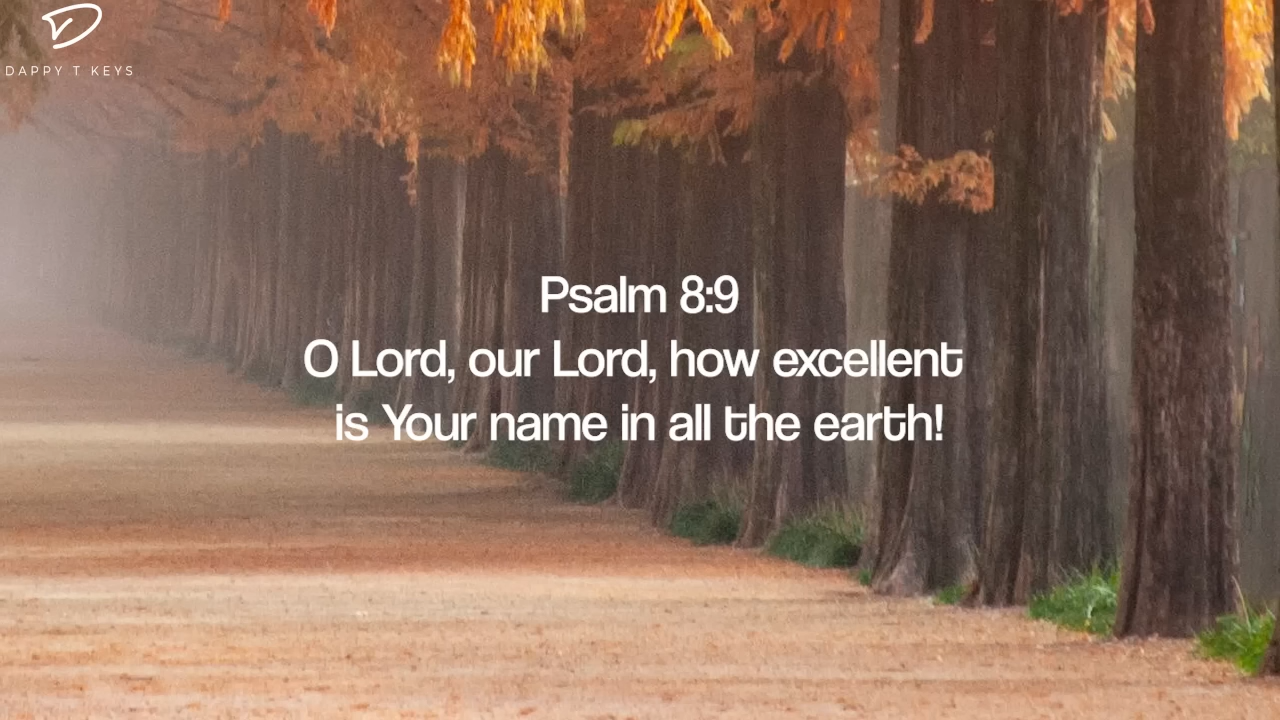 DAPPY T KEYS
Psalm 8:9
O Lord, our Lord, how excellent
is Your name in all the earth!